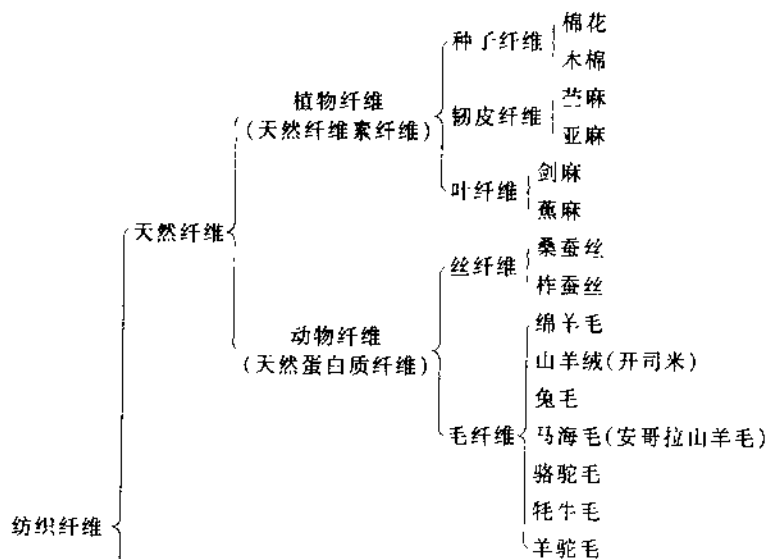 棉花
种子纤维
木棉
植物纤维
(天然纤维素纤维)
苎麻
韧皮纤维
亚麻
剑麻
叶纤维
蕉麻
天然纤维
桑蚕丝
丝纤维
柞蚕丝
绵羊毛
动物纤维
(天然蛋白质纤维)
山羊绒(开司米)
兔毛
毛纤维
马海毛(安哥拉山羊毛)
骆驼毛
牦牛毛
纺织纤维
羊驼毛